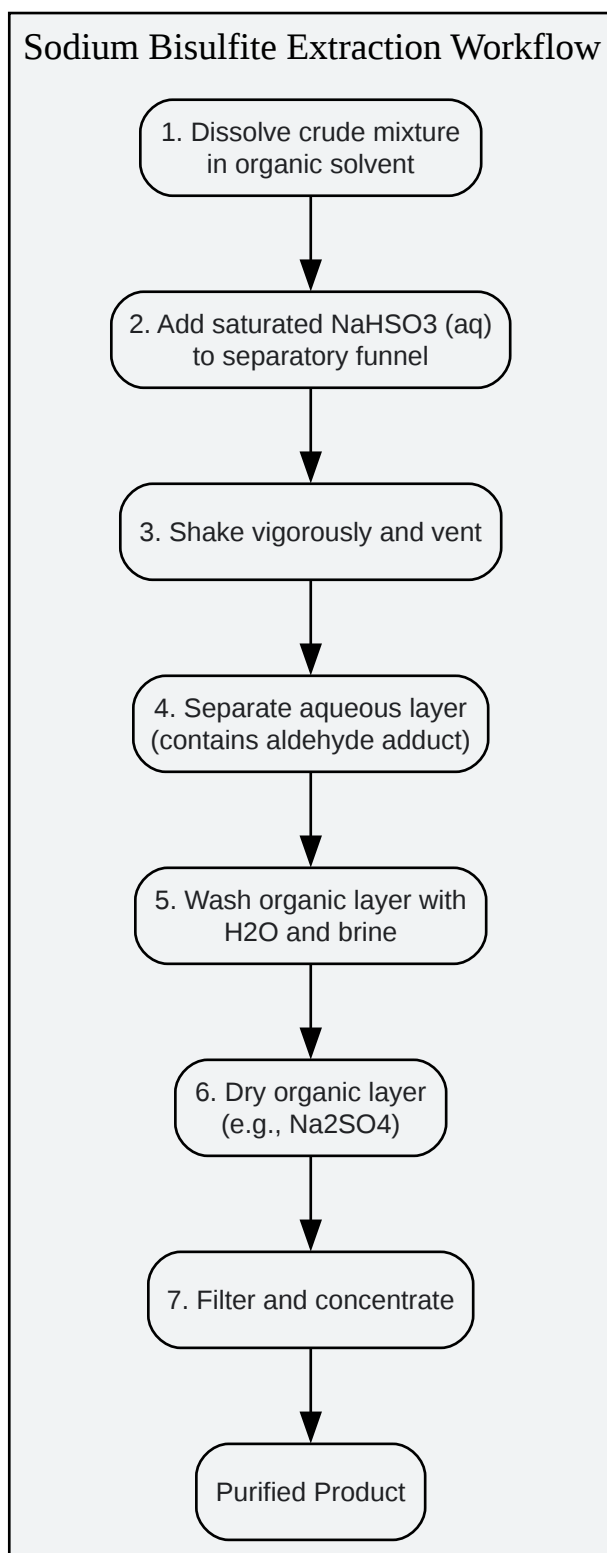 Sodium Bisulfite Extraction Workflow
1. Dissolve crude mixture
in organic solvent
2. Add saturated NaHSO3 (aq)
to separatory funnel
3. Shake vigorously and vent
4. Separate aqueous layer
(contains aldehyde adduct)
5. Wash organic layer with
H2O and brine
6. Dry organic layer
(e.g., Na2SO4)
7. Filter and concentrate
Purified Product